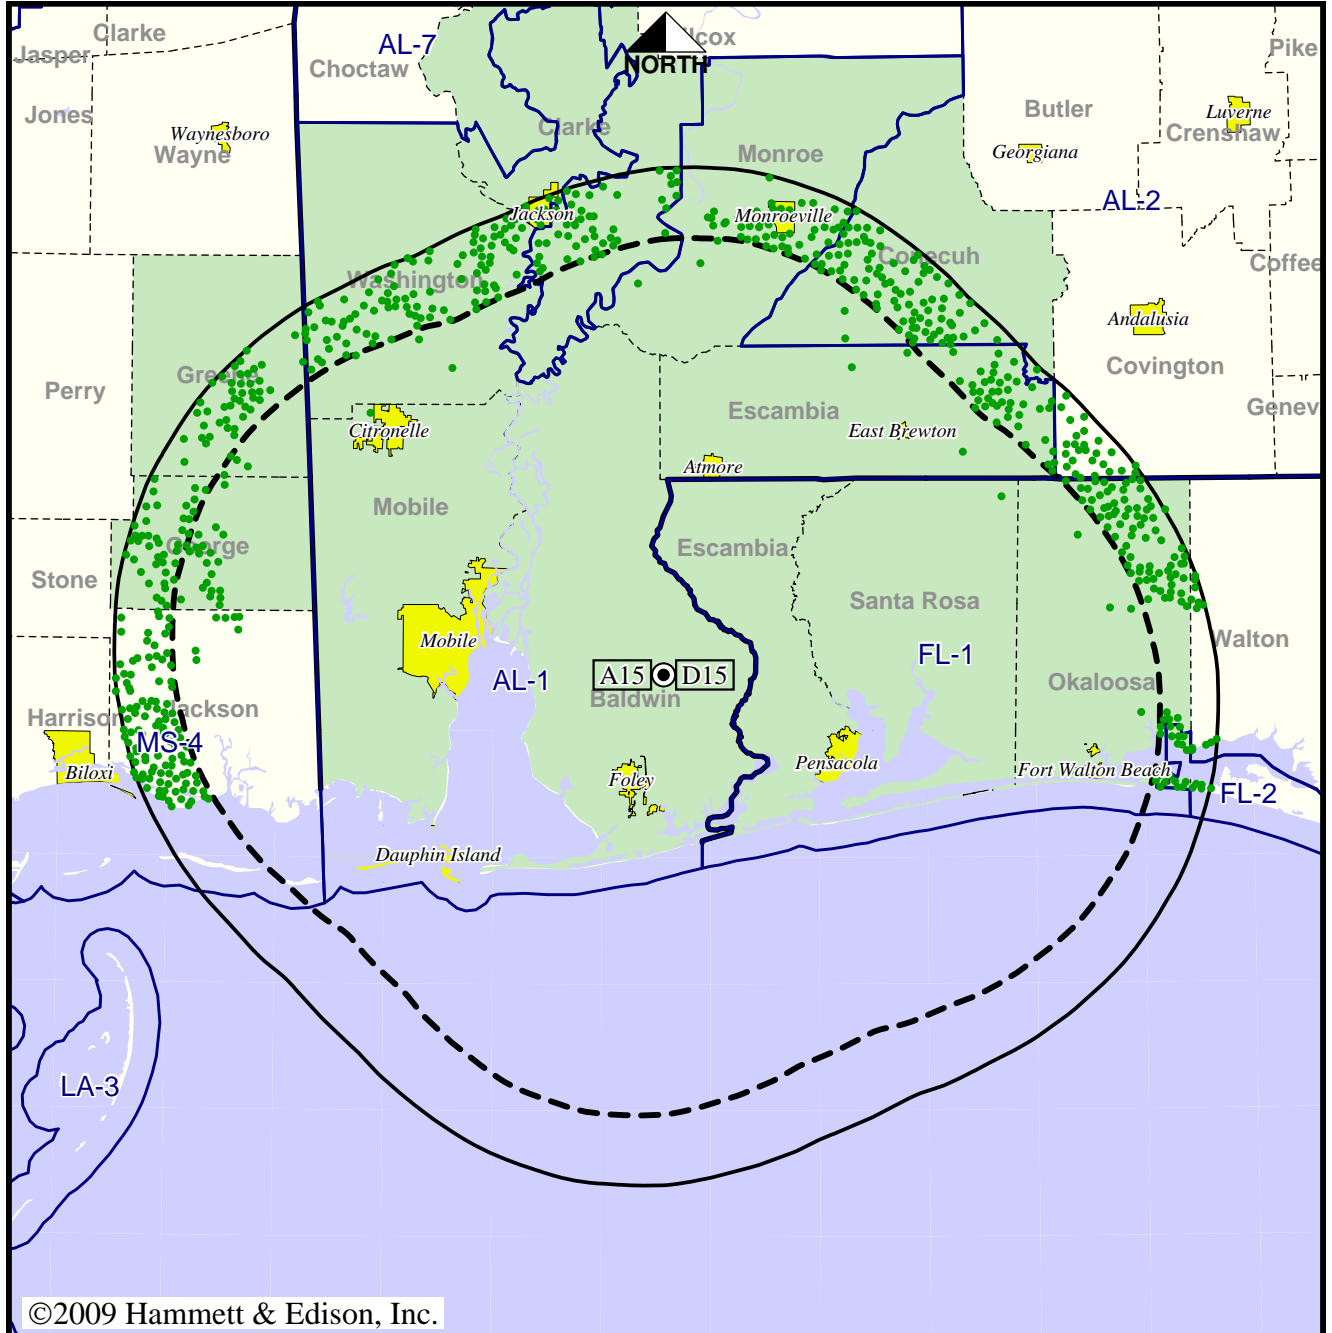 Clarke
AL-7
lcox
Jasper
Choctaw
NORTH
Pike
Jones
Waynesboro
Wayne
Clarke
Monroe
Butler
Georgiana
Luverne
Crenshaw
AL-2
Jackson
Monroeville
Conecuh
Coffee
Washington
Andalusia
Covington
Perry
Greene
Escambia
Genev
Citronelle
East Brewton
Atmore
Mobile
George
Escambia
Stone
Santa Rosa
Mobile
AL-1
A15
D15
FL-1
Walton
Okaloosa
Baldwin
Harrison
Jackson
MS-4
Biloxi
Foley
Pensacola
Fort Walton Beach
FL-2
Dauphin Island
LA-3
©2009 Hammett & Edison, Inc.